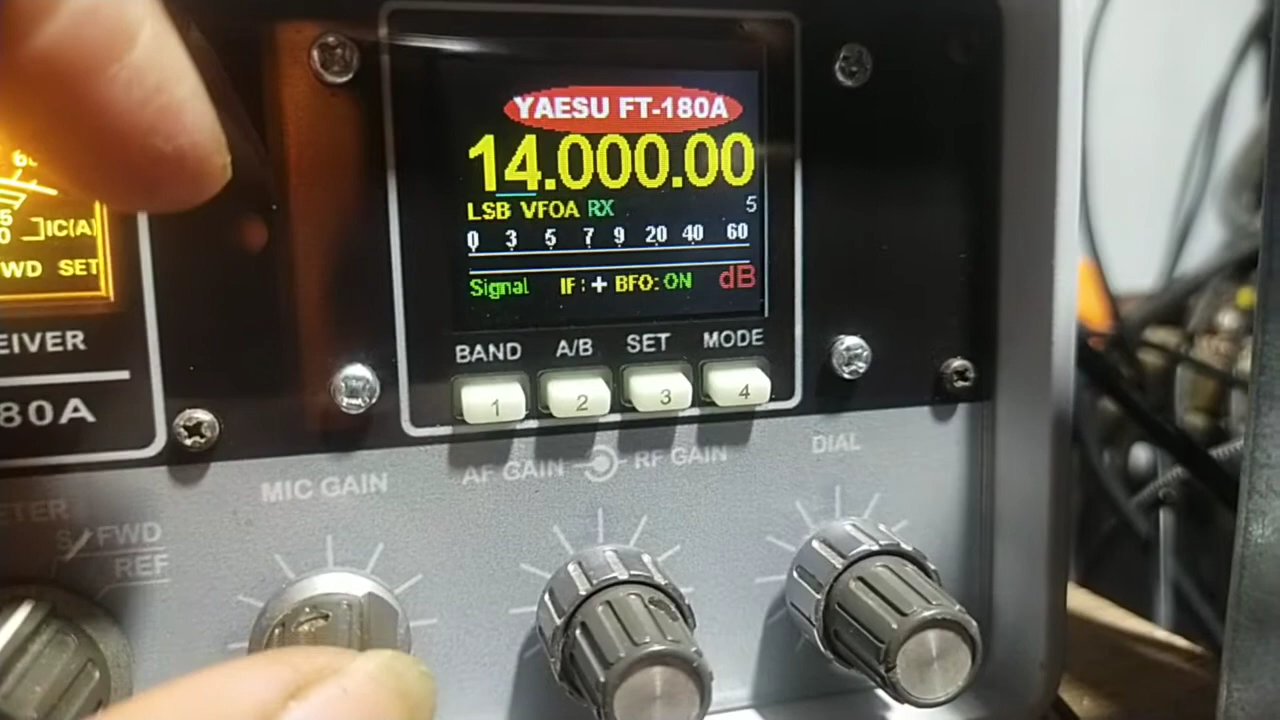 YAESU FT-180A
14.000.00
LSB VFOA RX 5
0 3 5 7 9 20 40 60
Signal IF:+ BFO: ON dB
BAND A/B SET MODE
1 2 3 4
IC(A)
WD SET
EIVER
80A
MIC GAIN
AF GAIN RF GAIN
DIAL
ETER
S/FWD
REF